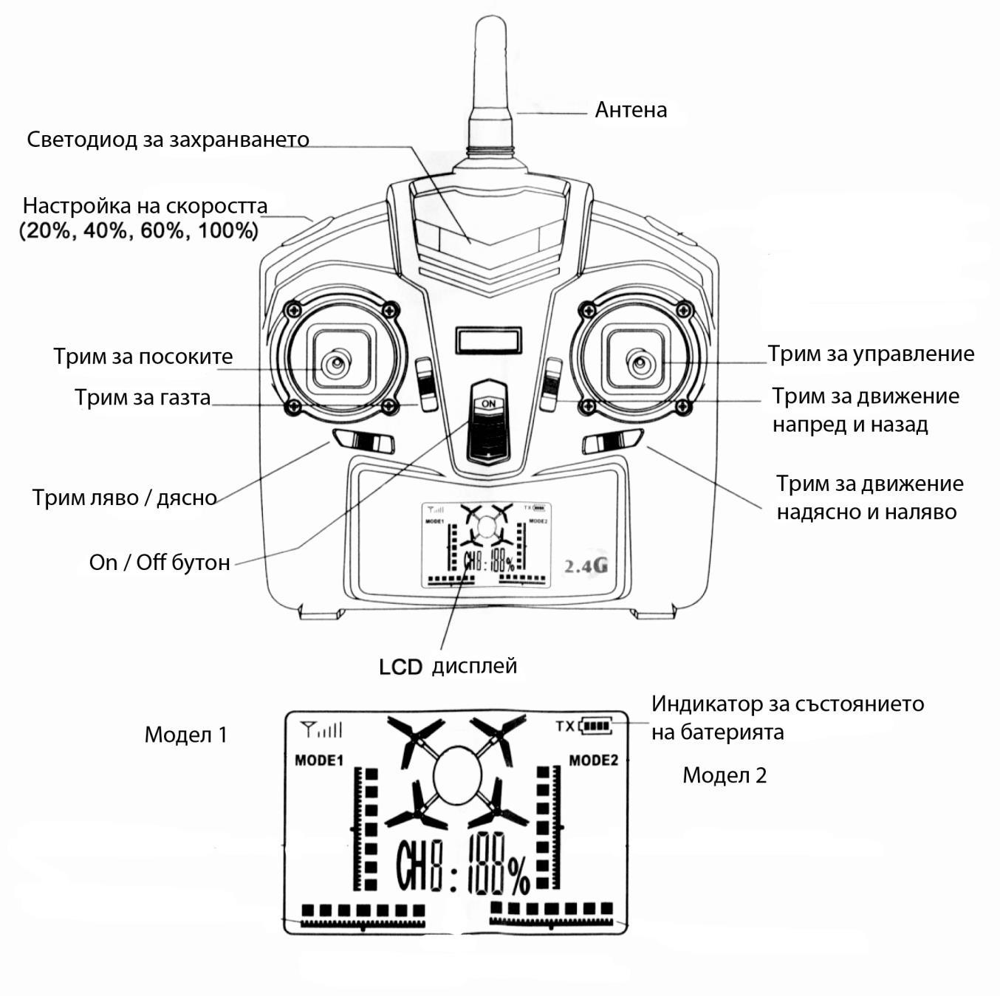 Антена
Светодиод за захранването
Настройка на скоростта
(20%, 40%, 60%, 100%)
Трим за посоките
Трим за управление
Трим за газта
Трим за движение
напред и назад
ON
Трим ляво / дясно
Трим за движение
надясно и наляво
TX
MODE1
MODE2
CH8:188%
2.4G
On / Off бутон
LCD дисплей
Индикатор за състоянието
на батерията
Модел 1
TX
MODE1
MODE2
Модел 2
CH8:188%